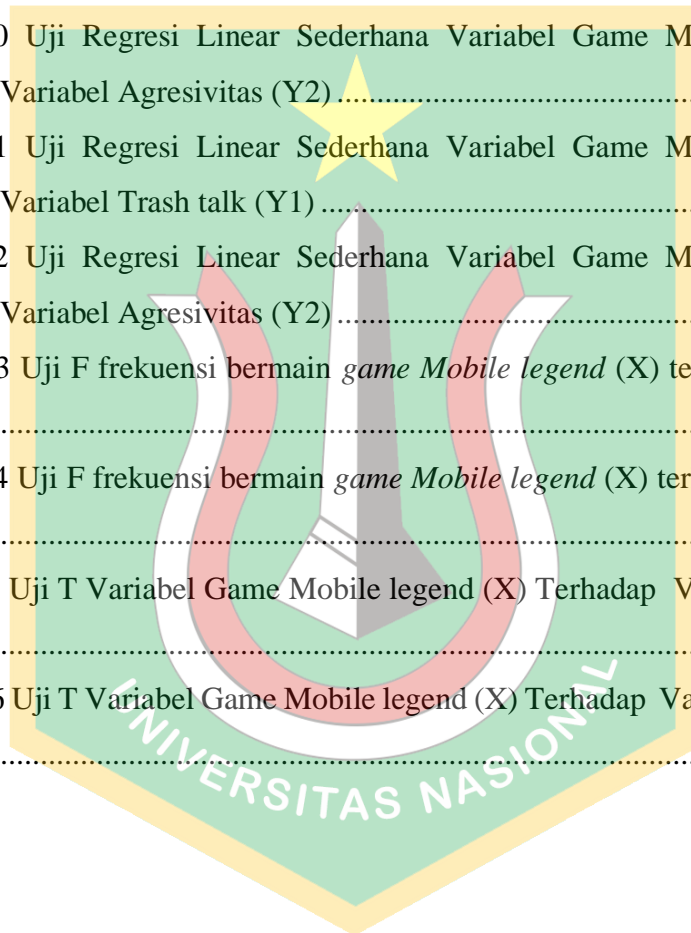 0 Uji Regresi Linear Sederhana Variabel Game M
Variabel Agresivitas (Y2) ........................................
1 Uji Regresi Linear Sederhana Variabel Game M
Variabel Trash talk (Y1) ........................................
2 Uji Regresi Linear Sederhana Variabel Game M
Variabel Agresivitas (Y2) ........................................
3 Uji F frekuensi bermain game Mobile legend (X) te
........................................
4 Uji F frekuensi bermain game Mobile legend (X) ter
........................................
Uji T Variabel Game Mobile legend (X) Terhadap V
........................................
6 Uji T Variabel Game Mobile legend (X) Terhadap Va
........................................
UNIVERSITAS NASIONAL